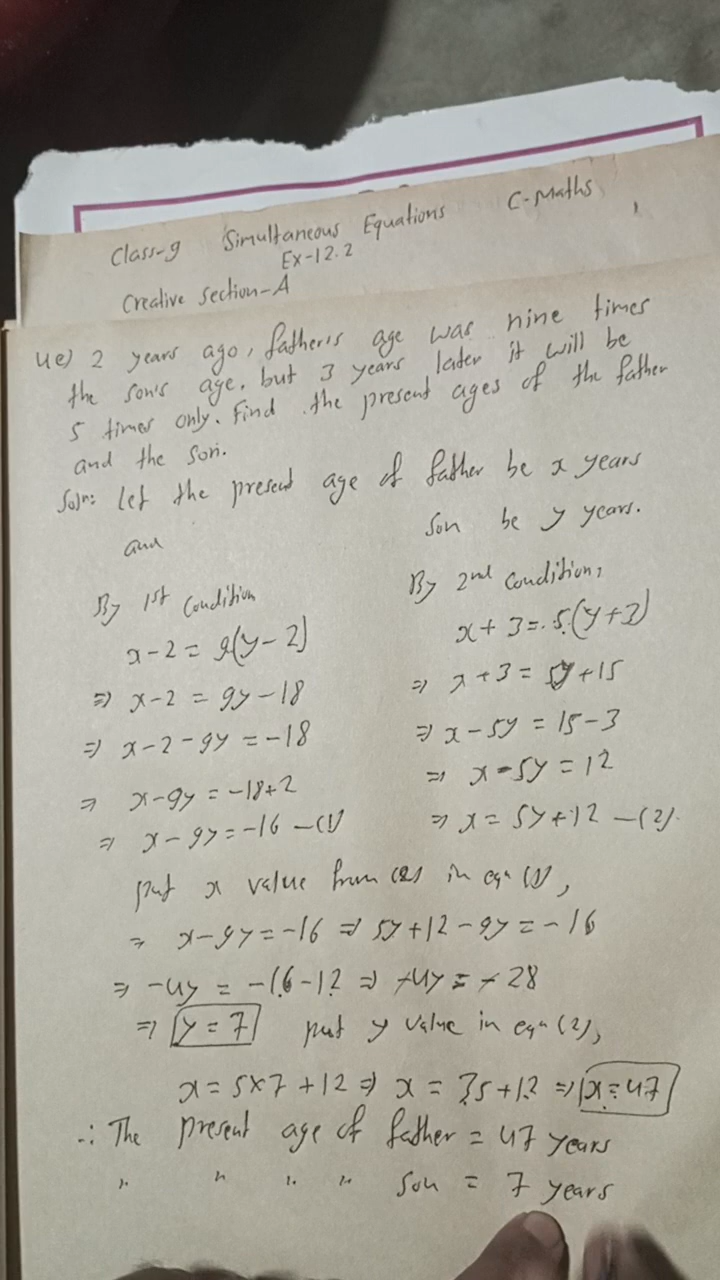 Class-9 Simultaneous Equations C-Maths
Ex-12.2
Creative section-A
4e) 2 years ago, father's age was nine times
the son's age, but 3 years later it will be
5 times only. Find the present ages of the father
and the son.
Soln: Let the present age of father be x years
and son be y years.
By 1st Condition
x-2 = 9(y-2)
⇒ x-2 = 9y-18
⇒ x-2-9y = -18
⇒ x-9y = -18+2
⇒ x-9y = -16 -(1)
By 2nd Condition,
x+3 = 5(y+3)
⇒ x+3 = 5y+15
⇒ x-5y = 15-3
⇒ x-5y = 12
⇒ x = 5y+12 -(2).
put x value from (2) in eqn (1),
⇒ x-9y = -16 ⇒ 5y+12-9y = -16
⇒ -4y = -16-12 ⇒ -4y = -28
⇒ y = 7 put y value in eqn (2),
x = 5x7+12 ⇒ x = 35+12 ⇒ x = 47
∴ The present age of father = 47 years
" " " " son = 7 years